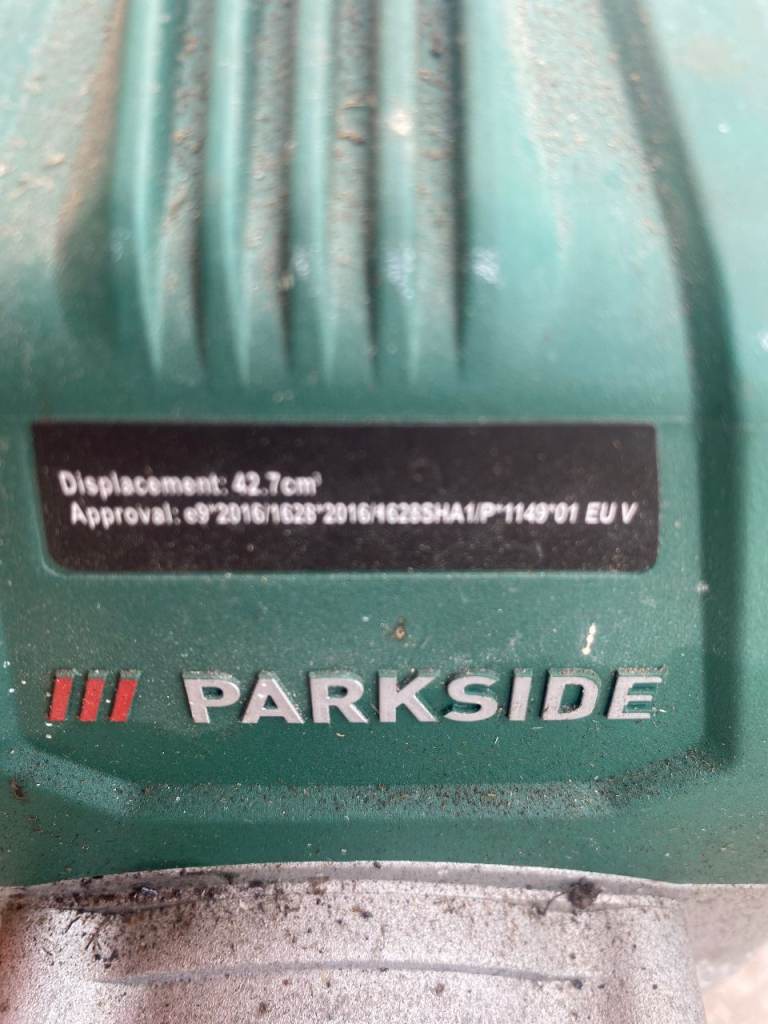 Displacement: 42.7cm³
Approval: e9*2016/1628*2016/1628SHA1/P*1149*01 EU V
PARKSIDE